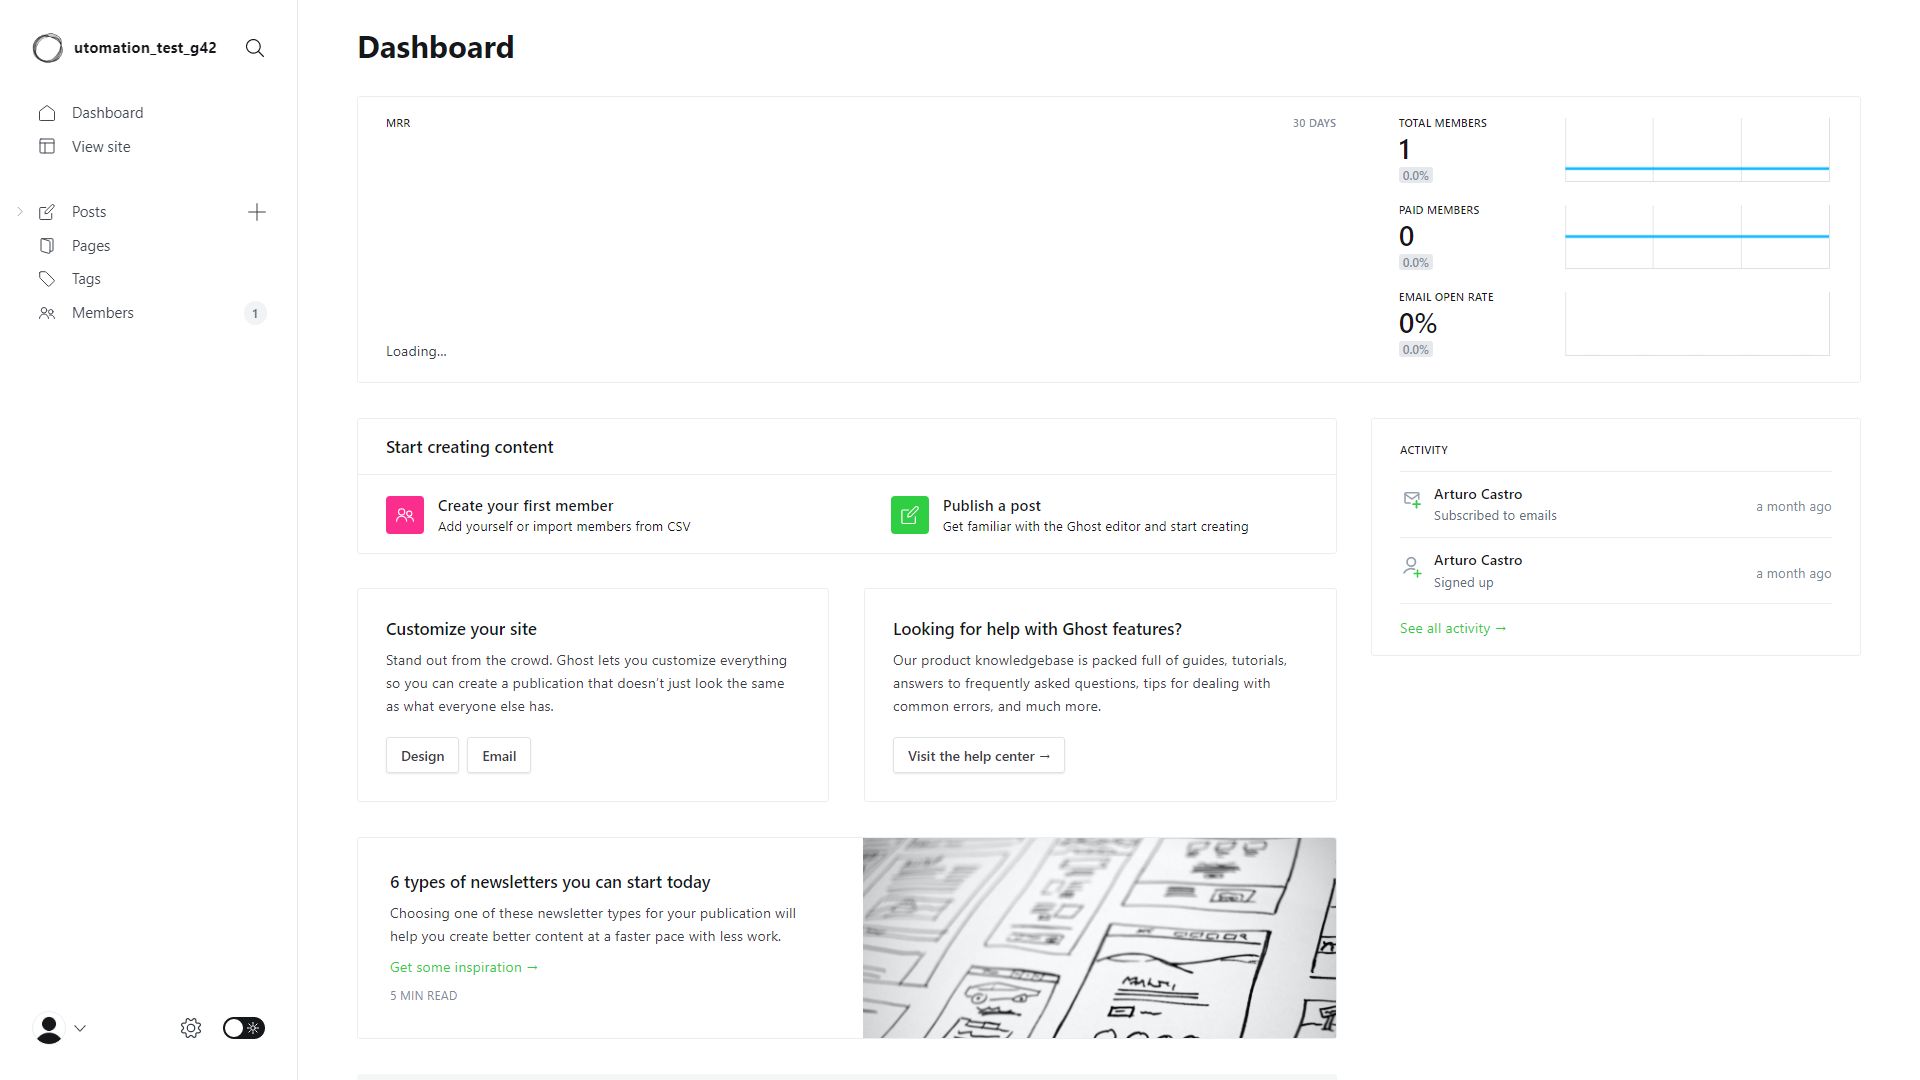 utomation_test_g42
Dashboard
View site
Posts
Pages
Tags
Members
1
Dashboard
MRR
30 DAYS
Loading...
TOTAL MEMBERS
1
0.0%
PAID MEMBERS
0
0.0%
EMAIL OPEN RATE
0%
0.0%
Start creating content
Create your first member
Add yourself or import members from CSV
Publish a post
Get familiar with the Ghost editor and start creating
Customize your site
Stand out from the crowd. Ghost lets you customize everything
so you can create a publication that doesn’t just look the same
as what everyone else has.
Design
Email
Looking for help with Ghost features?
Our product knowledgebase is packed full of guides, tutorials,
answers to frequently asked questions, tips for dealing with
common errors, and much more.
Visit the help center →
6 types of newsletters you can start today
Choosing one of these newsletter types for your publication will
help you create better content at a faster pace with less work.
Get some inspiration →
5 MIN READ
ACTIVITY
Arturo Castro
Subscribed to emails
a month ago
Arturo Castro
Signed up
a month ago
See all activity →